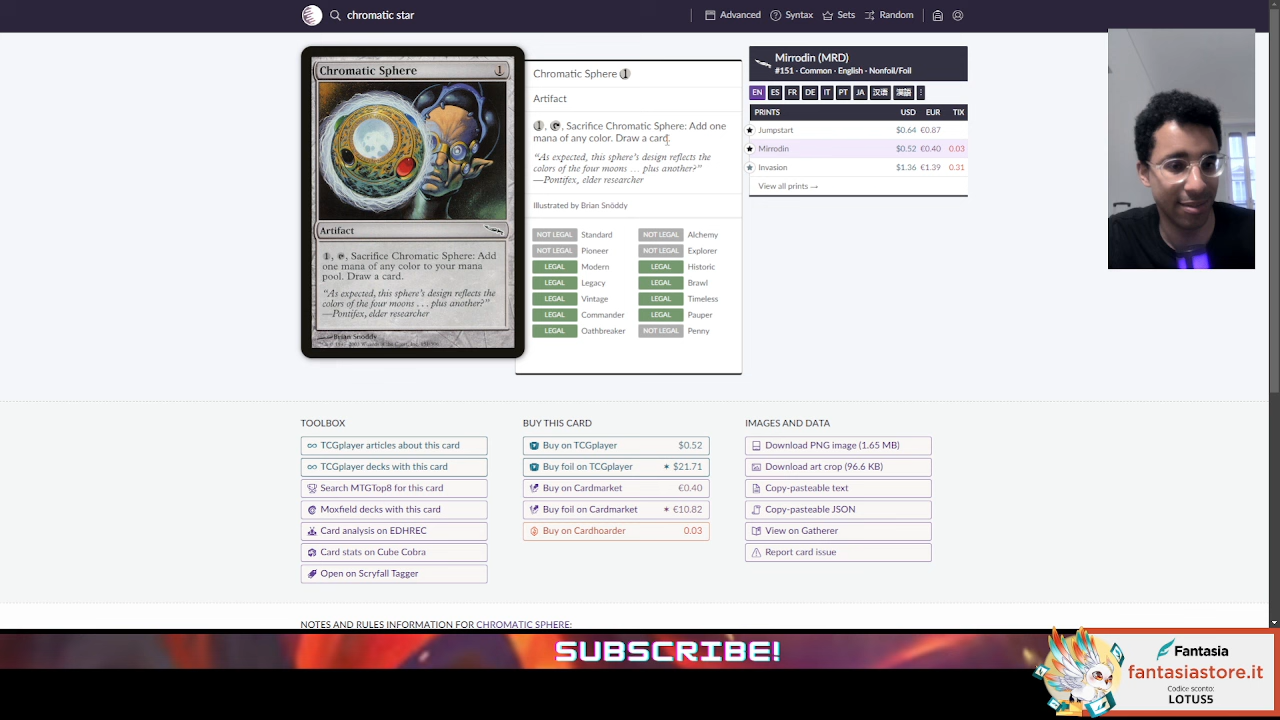 chromatic star
Advanced
Syntax
Sets
Random
Chromatic Sphere 1
Artifact
1, Sacrifice Chromatic Sphere: Add
one mana of any color to your mana
pool. Draw a card.
“As expected, this sphere’s design reflects the
colors of the four moons . . . plus another?”
—Pontifex, elder researcher
Brian Snoddy
Chromatic Sphere 1
Artifact
1, Sacrifice Chromatic Sphere: Add one
mana of any color. Draw a card.
“As expected, this sphere’s design reflects the
colors of the four moons … plus another?”
—Pontifex, elder researcher
Illustrated by Brian Snöddy
NOT LEGAL Standard NOT LEGAL Alchemy
NOT LEGAL Pioneer NOT LEGAL Explorer
LEGAL Modern LEGAL Historic
LEGAL Legacy LEGAL Brawl
LEGAL Vintage LEGAL Timeless
LEGAL Commander LEGAL Pauper
LEGAL Oathbreaker NOT LEGAL Penny
Mirrodin (MRD)
#151 · Common · English · Nonfoil/Foil
EN ES FR DE IT PT JA 汉语 漢語
PRINTS USD EUR TIX
Jumpstart $0.64 €0.87
Mirrodin $0.52 €0.40 0.03
Invasion $1.36 €1.39 0.31
View all prints →
TOOLBOX
TCGplayer articles about this card
TCGplayer decks with this card
Search MTGTop8 for this card
Moxfield decks with this card
Card analysis on EDHREC
Card stats on Cube Cobra
Open on Scryfall Tagger
BUY THIS CARD
Buy on TCGplayer $0.52
Buy foil on TCGplayer ✶ $21.71
Buy on Cardmarket €0.40
Buy foil on Cardmarket ✶ €10.82
Buy on Cardhoarder 0.03
IMAGES AND DATA
Download PNG image (1.65 MB)
Download art crop (96.6 KB)
Copy-pasteable text
Copy-pasteable JSON
View on Gatherer
Report card issue
NOTES AND RULES INFORMATION FOR CHROMATIC SPHERE:
SUBSCRIBE!
Fantasia
fantasiastore.it
Codice sconto:
LOTUS5